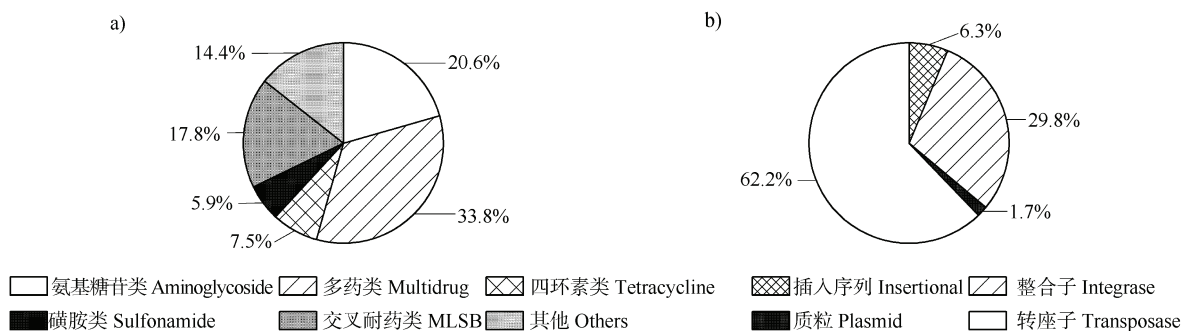 a)
b)
14.4%
20.6%
17.8%
5.9%
7.5%
33.8%
6.3%
29.8%
62.2%
1.7%
氨基糖苷类 Aminoglycoside 多药类 Multidrug 四环素类 Tetracycline
磺胺类 Sulfonamide 交叉耐药类 MLSB 其他 Others
插入序列 Insertional 整合子 Integrase
质粒 Plasmid 转座子 Transposase